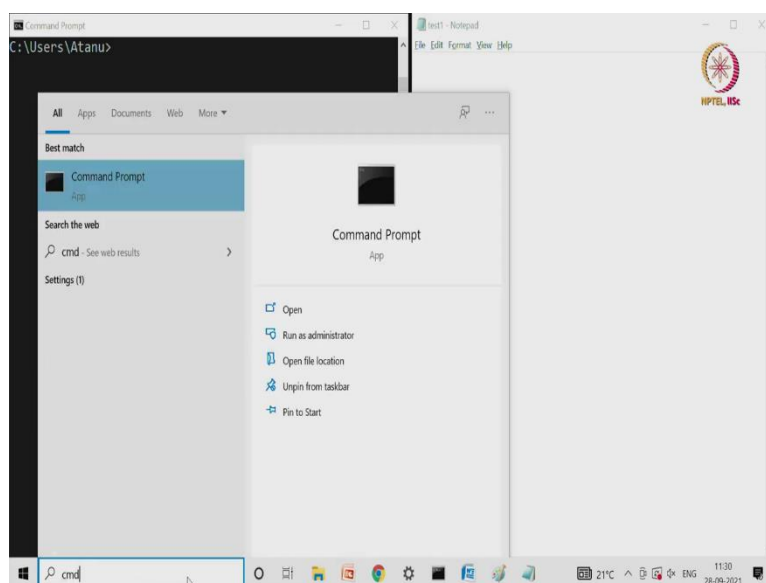 Command Prompt
C:\Users\Atanu>
test1 - Notepad
File Edit Format View Help
NPTEL, IISc
All Apps Documents Web More
Best match
Command Prompt
App
Search the web
cmd - See web results
Settings (1)
Command Prompt
App
Open
Run as administrator
Open file location
Unpin from taskbar
Pin to Start
cmd
21°C ENG 11:30
28-09-2021